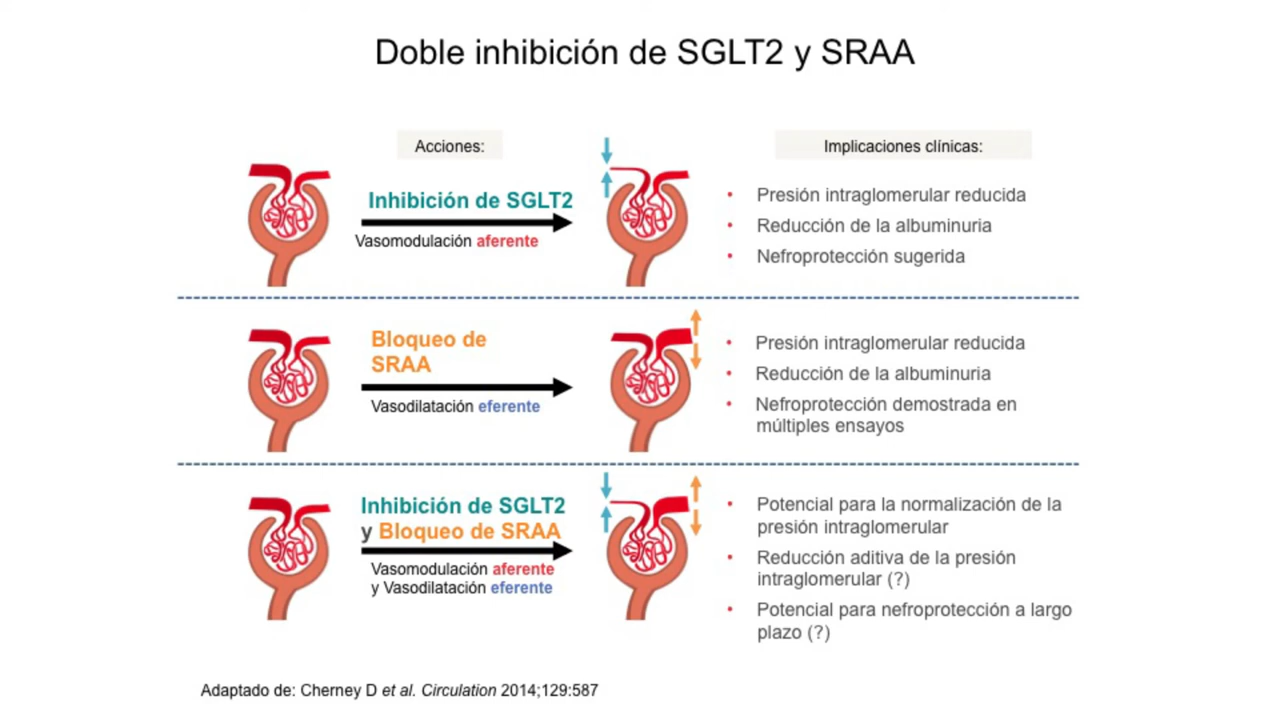 Doble inhibición de SGLT2 y SRAA
Acciones:
Implicaciones clínicas:
Inhibición de SGLT2
Vasomodulación aferente
• Presión intraglomerular reducida
• Reducción de la albuminuria
• Nefroprotección sugerida
Bloqueo de
SRAA
Vasodilatación eferente
• Presión intraglomerular reducida
• Reducción de la albuminuria
• Nefroprotección demostrada en
múltiples ensayos
Inhibición de SGLT2
y Bloqueo de SRAA
Vasomodulación aferente
y Vasodilatación eferente
• Potencial para la normalización de la
presión intraglomerular
• Reducción aditiva de la presión
intraglomerular (?)
• Potencial para nefroprotección a largo
plazo (?)
Adaptado de: Cherney D et al. Circulation 2014;129:587